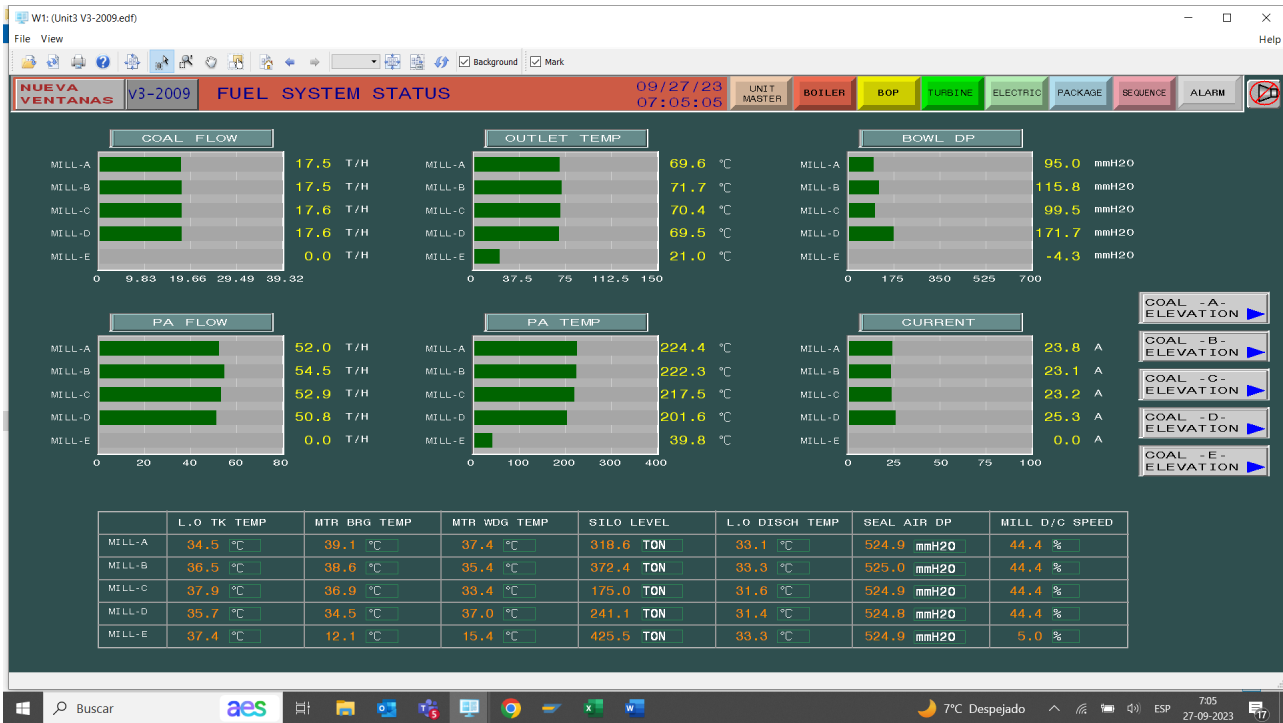 W1: (Unit3 V3-2009.edf)
File View Help
Background Mark
NUEVA VENTANAS
V3-2009
FUEL SYSTEM STATUS
09/27/23
07:05:05
UNIT MASTER
BOILER
BOP
TURBINE
ELECTRIC
PACKAGE
SEQUENCE
ALARM
COAL FLOW
MILL-A 17.5 T/H
MILL-B 17.5 T/H
MILL-C 17.6 T/H
MILL-D 17.6 T/H
MILL-E 0.0 T/H
0 9.83 19.66 29.49 39.32
OUTLET TEMP
MILL-A 69.6 °C
MILL-B 71.7 °C
MILL-C 70.4 °C
MILL-D 69.5 °C
MILL-E 21.0 °C
0 37.5 75 112.5 150
BOWL DP
MILL-A 95.0 mmH2O
MILL-B 115.8 mmH2O
MILL-C 99.5 mmH2O
MILL-D 171.7 mmH2O
MILL-E -4.3 mmH2O
0 175 350 525 700
PA FLOW
MILL-A 52.0 T/H
MILL-B 54.5 T/H
MILL-C 52.9 T/H
MILL-D 50.8 T/H
MILL-E 0.0 T/H
0 20 40 60 80
PA TEMP
MILL-A 224.4 °C
MILL-B 222.3 °C
MILL-C 217.5 °C
MILL-D 201.6 °C
MILL-E 39.8 °C
0 100 200 300 400
CURRENT
MILL-A 23.8 A
MILL-B 23.1 A
MILL-C 23.2 A
MILL-D 25.3 A
MILL-E 0.0 A
0 25 50 75 100
COAL -A- ELEVATION
COAL -B- ELEVATION
COAL -C- ELEVATION
COAL -D- ELEVATION
COAL -E- ELEVATION
L.O TK TEMP MTR BRG TEMP MTR WDG TEMP SILO LEVEL L.O DISCH TEMP SEAL AIR DP MILL D/C SPEED
MILL-A 34.5 °C 39.1 °C 37.4 °C 318.6 TON 33.1 °C 524.9 mmH2O 44.4 %
MILL-B 36.5 °C 38.6 °C 35.4 °C 372.4 TON 33.3 °C 525.0 mmH2O 44.4 %
MILL-C 37.9 °C 36.9 °C 33.4 °C 175.0 TON 31.6 °C 524.9 mmH2O 44.4 %
MILL-D 35.7 °C 34.5 °C 37.0 °C 241.1 TON 31.4 °C 524.8 mmH2O 44.4 %
MILL-E 37.4 °C 12.1 °C 15.4 °C 425.5 TON 33.3 °C 524.9 mmH2O 5.0 %
Buscar
aes
7°C Despejado
ESP
7:05
27-09-2023
17